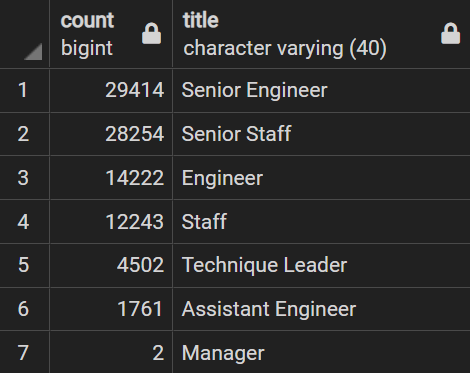 count title
bigint character varying (40)
1 29414 Senior Engineer
2 28254 Senior Staff
3 14222 Engineer
4 12243 Staff
5 4502 Technique Leader
6 1761 Assistant Engineer
7 2 Manager